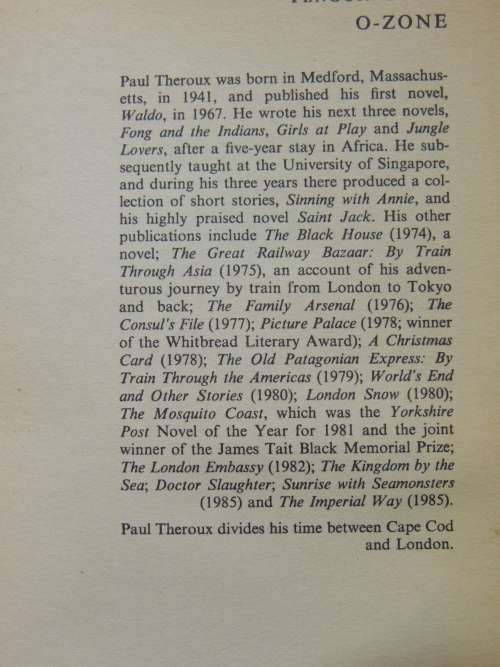 O-ZONE
Paul Theroux was born in Medford, Massachus-
etts, in 1941, and published his first novel,
Waldo, in 1967. He wrote his next three novels,
Fong and the Indians, Girls at Play and Jungle
Lovers, after a five-year stay in Africa. He sub-
sequently taught at the University of Singapore,
and during his three years there produced a col-
lection of short stories, Sinning with Annie, and
his highly praised novel Saint Jack. His other
publications include The Black House (1974), a
novel; The Great Railway Bazaar: By Train
Through Asia (1975), an account of his adven-
turous journey by train from London to Tokyo
and back; The Family Arsenal (1976); The
Consul's File (1977); Picture Palace (1978; winner
of the Whitbread Literary Award); A Christmas
Card (1978); The Old Patagonian Express: By
Train Through the Americas (1979); World's End
and Other Stories (1980); London Snow (1980);
The Mosquito Coast, which was the Yorkshire
Post Novel of the Year for 1981 and the joint
winner of the James Tait Black Memorial Prize;
The London Embassy (1982); The Kingdom by the
Sea; Doctor Slaughter; Sunrise with Seamonsters
(1985) and The Imperial Way (1985).
Paul Theroux divides his time between Cape Cod
and London.